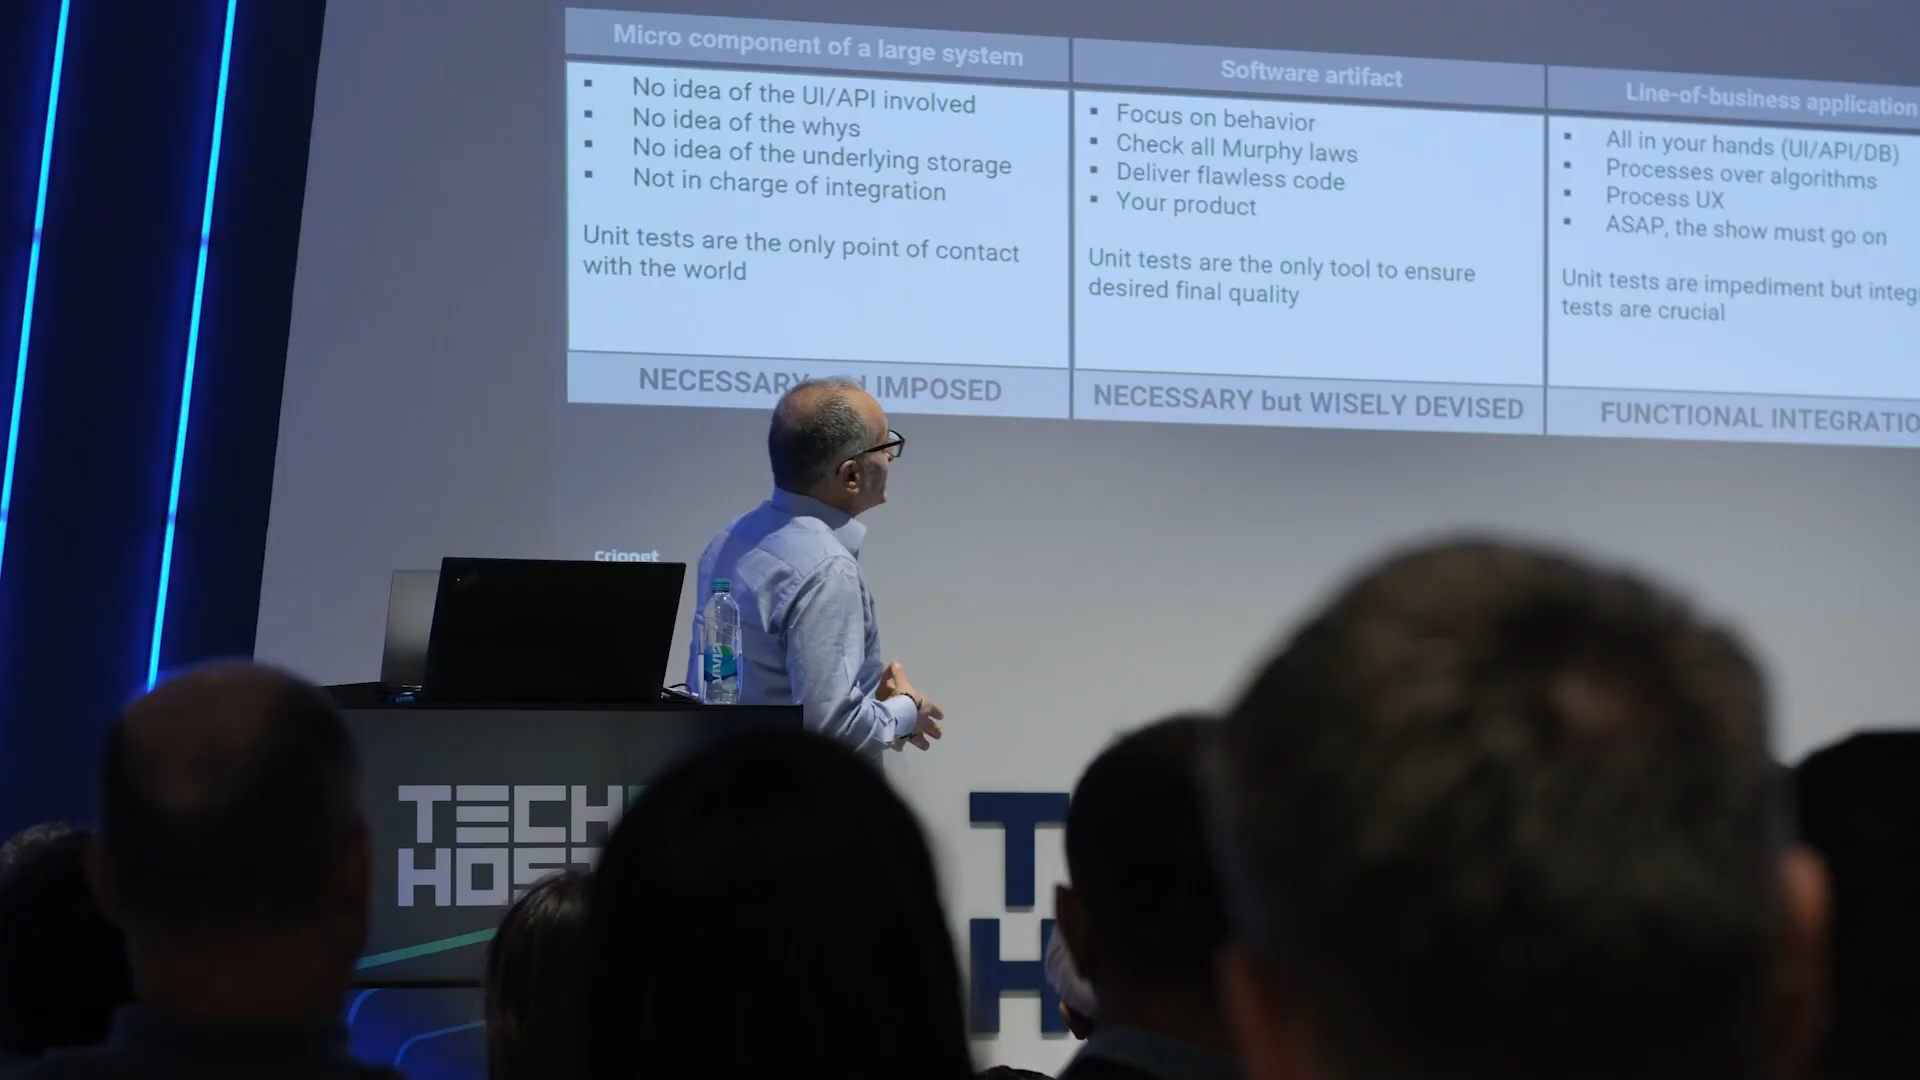 Micro component of a large system
No idea of the UI/API involved
No idea of the whys
No idea of the underlying storage
Not in charge of integration
Unit tests are the only point of contact
with the world
NECESSARY IMPOSED
Software artifact
Focus on behavior
Check all Murphy laws
Deliver flawless code
Your product
Unit tests are the only tool to ensure
desired final quality
NECESSARY but WISELY DEVISED
Line-of-business application
All in your hands (UI/API/DB)
Processes over algorithms
Process UX
ASAP, the show must go on
Unit tests are impediment but
tests are crucial
FUNCTIONAL
vivia
TECH